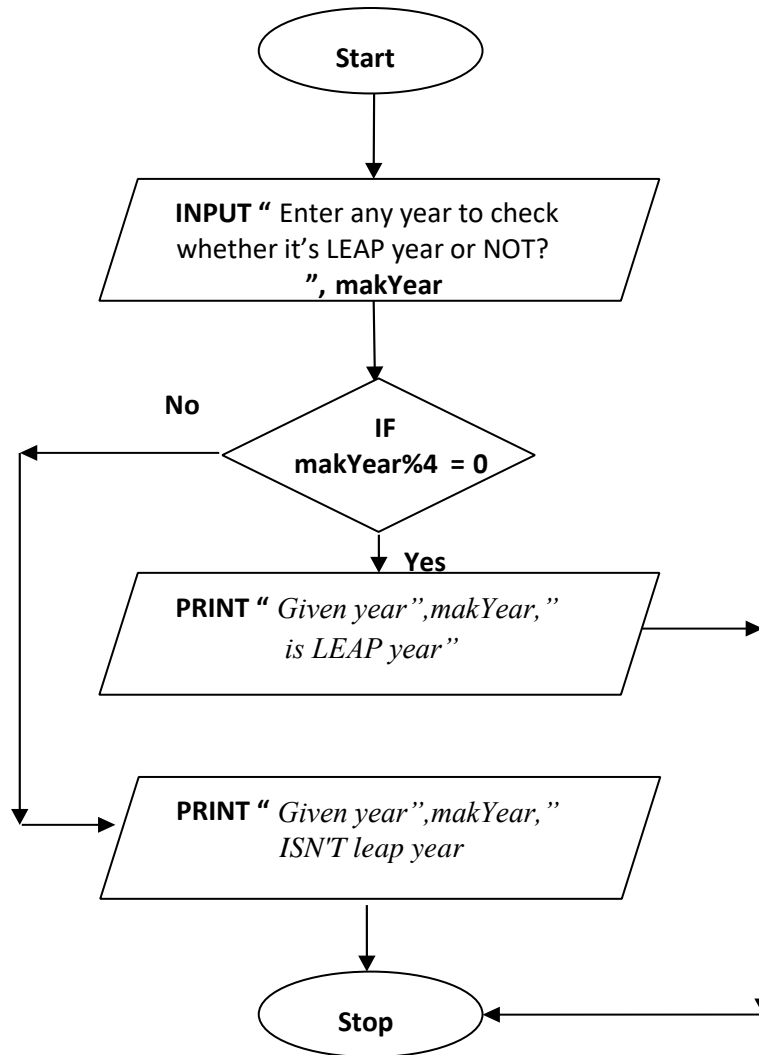 Start
INPUT “ Enter any year to check
whether it’s LEAP year or NOT?
”, makYear
No
IF
makYear%4 = 0
Yes
PRINT “ Given year”,makYear,”
is LEAP year”
PRINT “ Given year”,makYear,”
ISN'T leap year
Stop